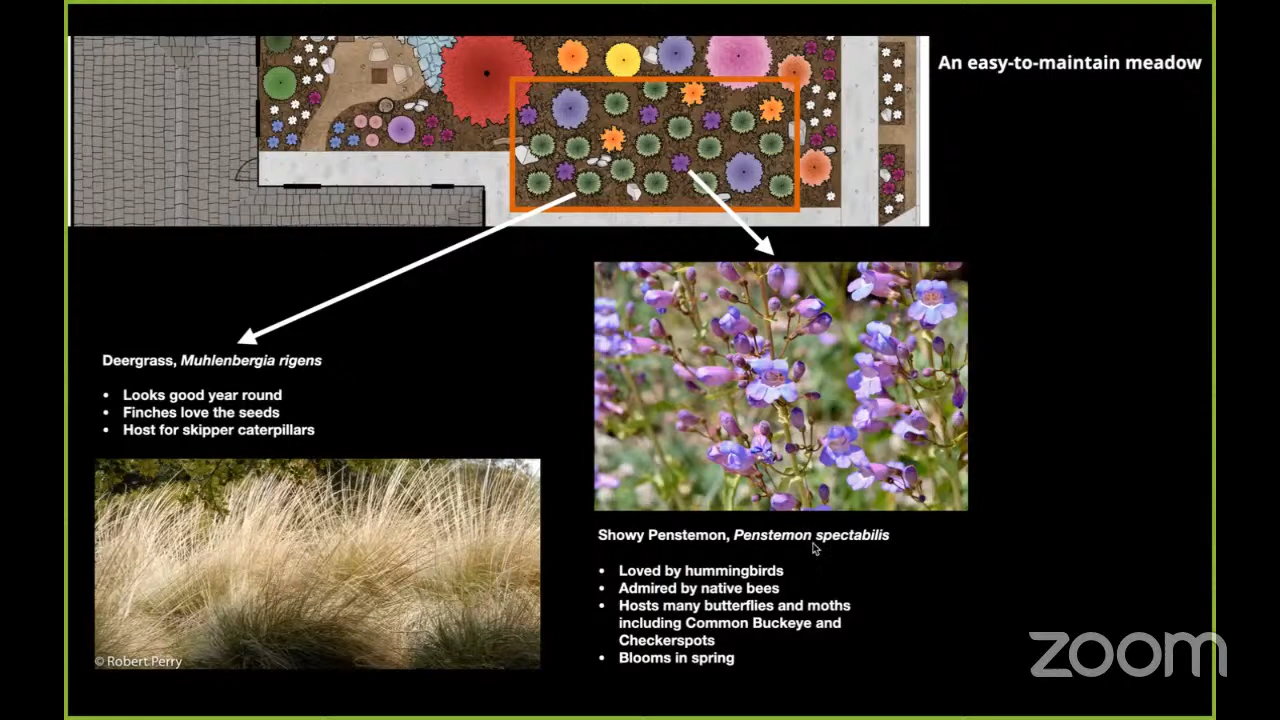 An easy-to-maintain meadow
Deergrass, Muhlenbergia rigens
• Looks good year round
• Finches love the seeds
• Host for skipper caterpillars
© Robert Perry
Showy Penstemon, Penstemon spectabilis
• Loved by hummingbirds
• Admired by native bees
• Hosts many butterflies and moths
including Common Buckeye and
Checkerspots
• Blooms in spring
zoom